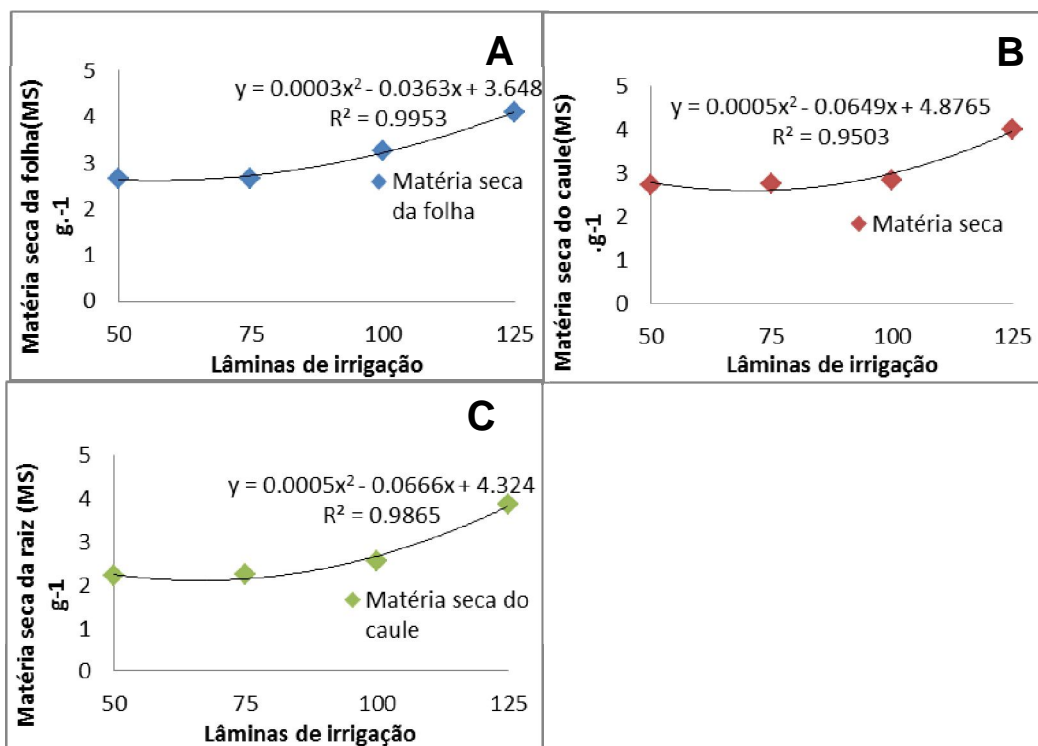 A
Matéria seca da folha(MS)
g.-1
5
4
3
2
1
0
y = 0.0003x² - 0.0363x + 3.648
R² = 0.9953
Matéria seca
da folha
50 75 100 125
Lâminas de irrigação
B
Matéria seca do caule(MS)
.g-1
5
4
3
2
1
0
y = 0.0005x² - 0.0649x + 4.8765
R² = 0.9503
Matéria seca
50 75 100 125
Lâminas de irrigação
C
Matéria seca da raiz (MS)
g-1
5
4
3
2
1
0
y = 0.0005x² - 0.0666x + 4.324
R² = 0.9865
Matéria seca do
caule
50 75 100 125
Lâminas de irrigação